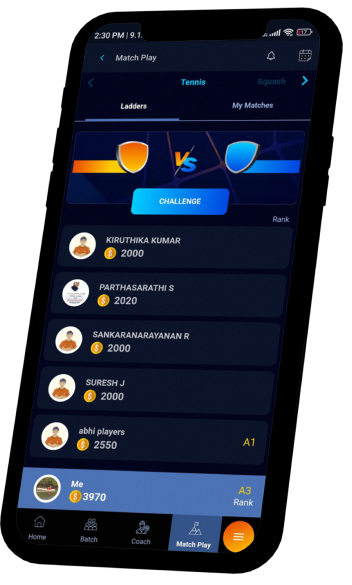 2:30 PM | 9.1
Match Play
Tennis
Squash
Ladders
My Matches
VS
CHALLENGE
Rank
KIRUTHIKA KUMAR
2000
PARTHASARATHI S
2020
SANKARANARAYANAN R
2000
SURESH J
2000
abhi players
2550
A1
Me
3970
A3
Rank
Home
Batch
Coach
Match Play